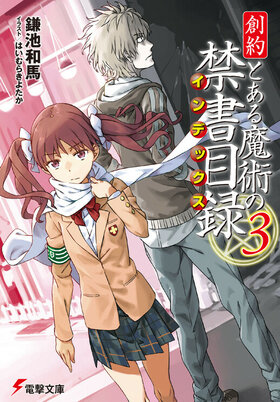 鎌池和馬
イラスト はいむらきよたか
創約
とある魔術の
禁書目録
インデックス
3
電撃文庫